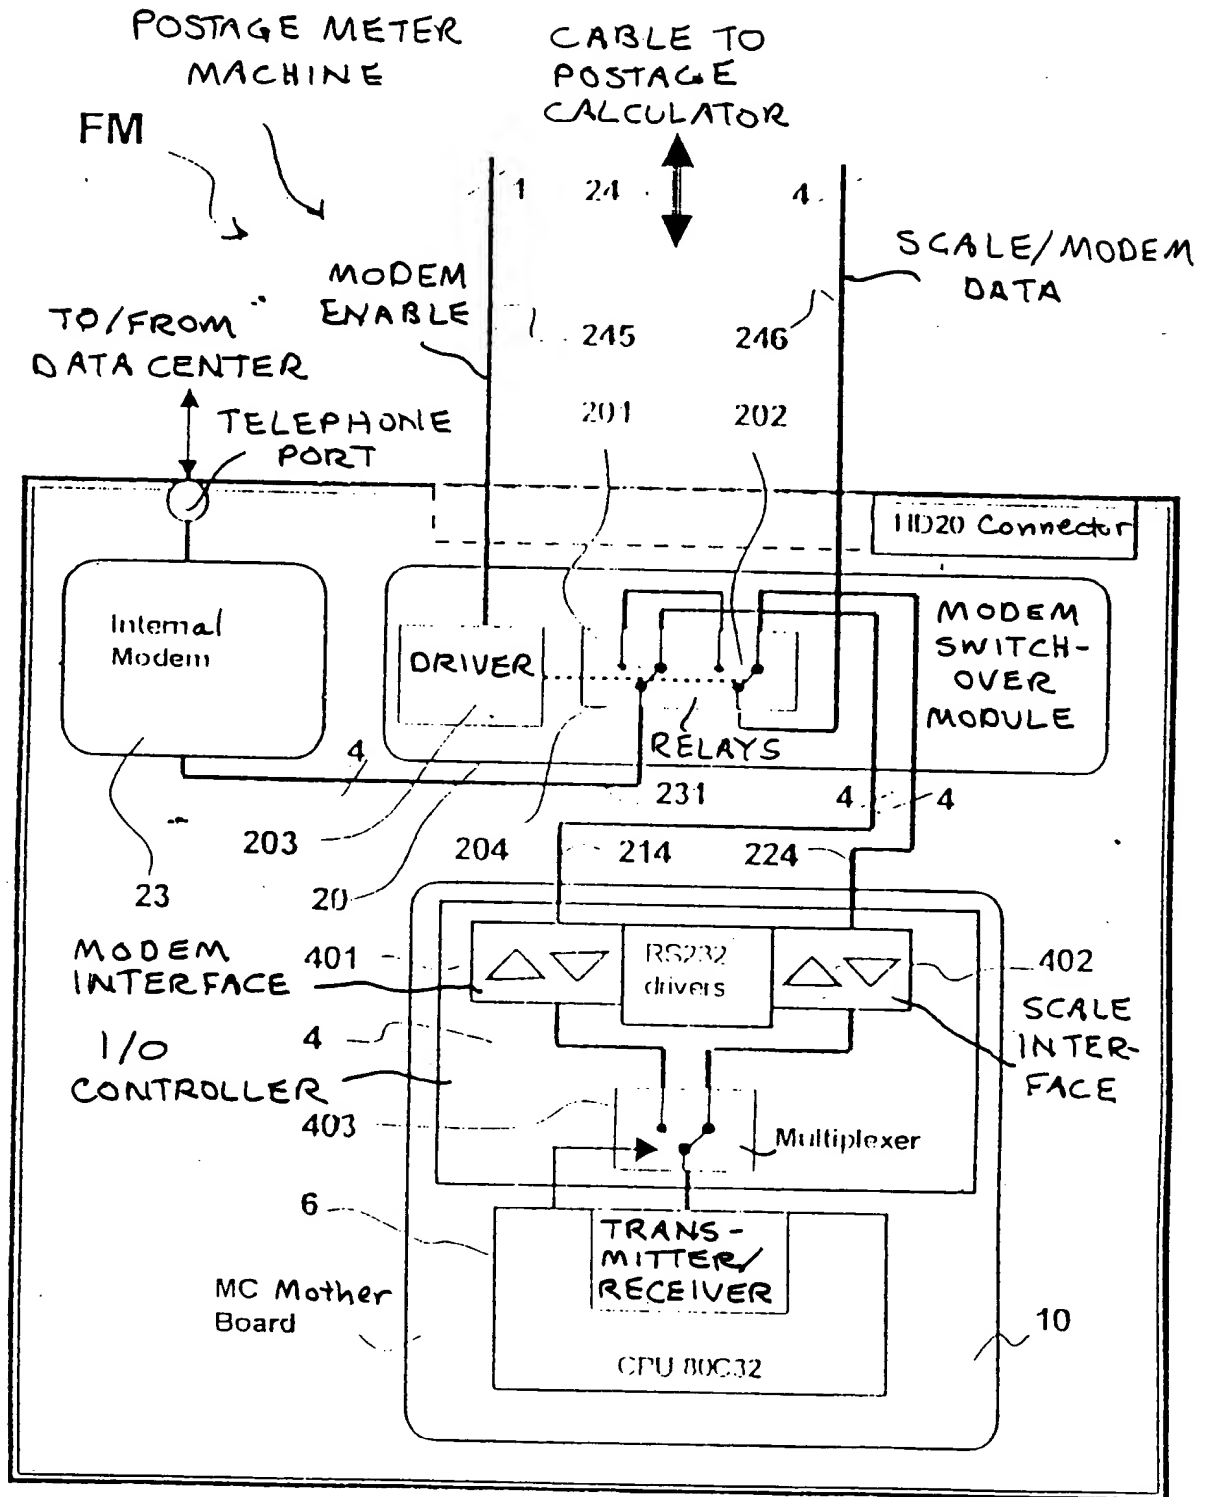 POSTAGE METER
MACHINE
CABLE TO
POSTAGE
CALCULATOR
FM
1
24
4
SCALE/MODEM
DATA
MODEM
ENABLE
TO/FROM
DATA CENTER
245
246
201
202
TELEPHONE
PORT
HD20 Connector
Internal
Modem
DRIVER
MODEM
SWITCH-
OVER
MODULE
RELAYS
4
231
4
4
203
204
214
224
23
20
MODEM
INTERFACE
401
RS232
drivers
402
SCALE
INTER-
FACE
I/O
CONTROLLER
4
403
Multiplexer
6
TRANS-
MITTER/
RECEIVER
MC Mother
Board
10
CPU 80C32